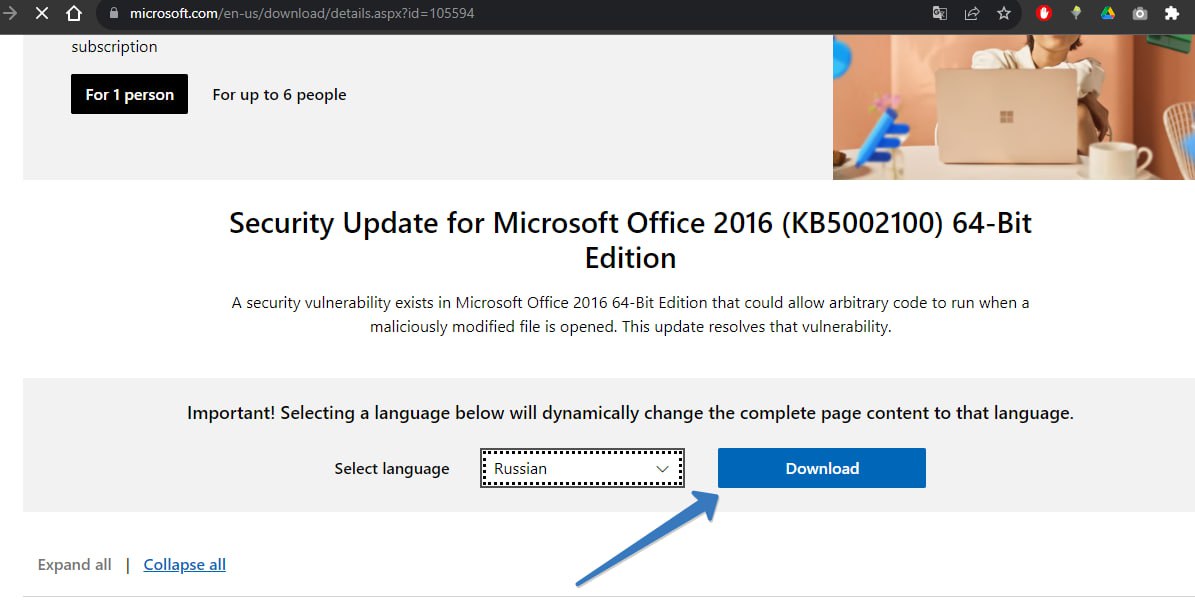 microsoft.com/en-us/download/details.aspx?id=105594
subscription
For 1 person
For up to 6 people
Security Update for Microsoft Office 2016 (KB5002100) 64-Bit
Edition
A security vulnerability exists in Microsoft Office 2016 64-Bit Edition that could allow arbitrary code to run when a
maliciously modified file is opened. This update resolves that vulnerability.
Important! Selecting a language below will dynamically change the complete page content to that language.
Select language
Russian
Download
Expand all | Collapse all